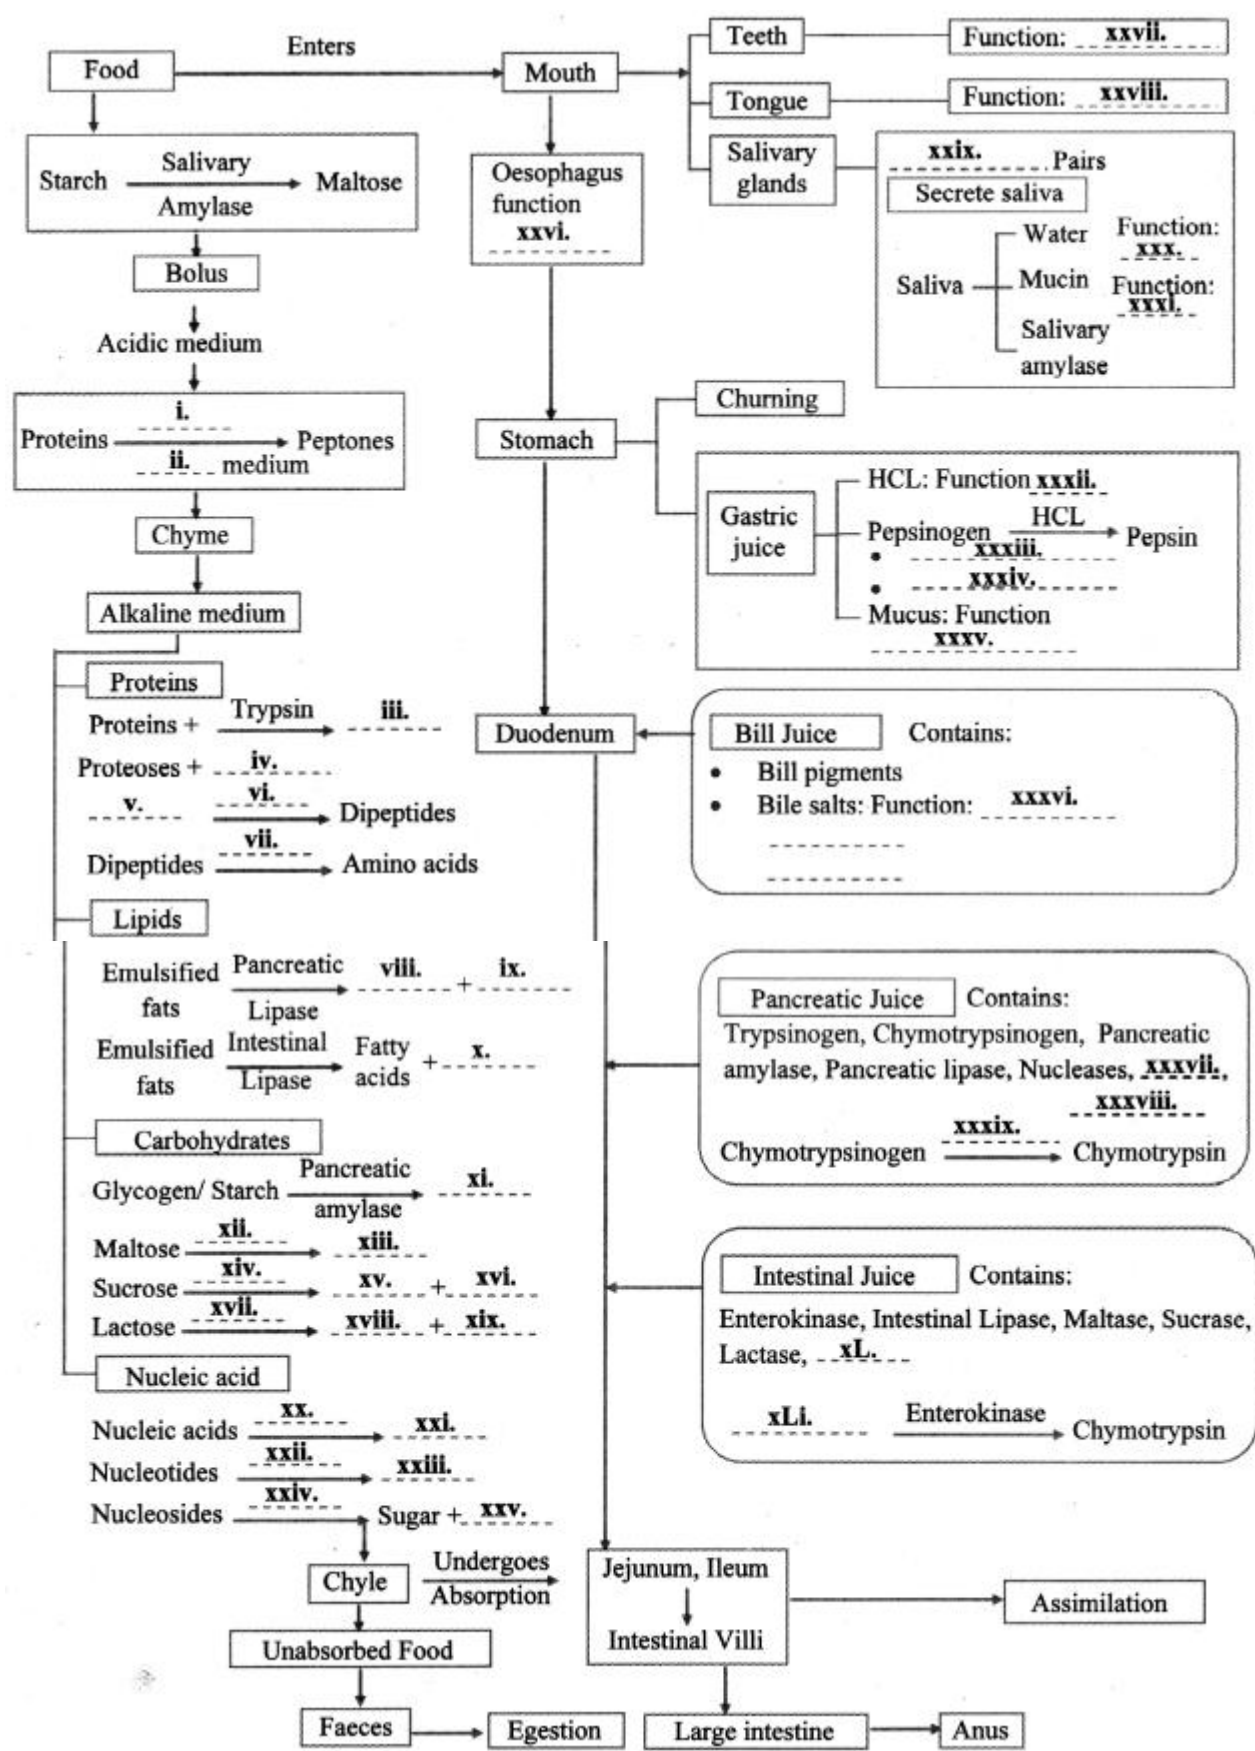 Food
Enters
Mouth
Teeth
Function: xxvii.
Tongue
Function: xxviii.
Salivary
glands
xxix. Pairs
Secrete saliva
Saliva
Water
Function:
xxx.
Mucin
Function:
xxxi.
Salivary
amylase
Starch
Salivary
Amylase
Maltose
Oesophagus
function
xxvi.
Bolus
Acidic medium
Proteins
i.
ii. medium
Peptones
Chyme
Alkaline medium
Stomach
Churning
Gastric
juice
HCL: Function xxxii.
Pepsinogen
HCL
Pepsin
• xxxiii.
• xxxiv.
Mucus: Function
xxxv.
Proteins
Proteins +
Trypsin
iii.
Proteoses + iv.
v.
vi.
Dipeptides
Dipeptides
vii.
Amino acids
Lipids
Duodenum
Bill Juice
Contains:
• Bill pigments
• Bile salts: Function: xxxvi.
Emulsified
fats
Pancreatic
Lipase
viii. + ix.
Emulsified
fats
Intestinal
Lipase
Fatty
acids
+ x.
Pancreatic Juice
Contains:
Trypsinogen, Chymotrypsinogen, Pancreatic
amylase, Pancreatic lipase, Nucleases, xxxvii.,
xxxviii.
Chymotrypsinogen
xxxix.
Chymotrypsin
Carbohydrates
Glycogen/ Starch
Pancreatic
amylase
xi.
Maltose
xii.
xiii.
Sucrose
xiv.
xv. + xvi.
Lactose
xvii.
xviii. + xix.
Intestinal Juice
Contains:
Enterokinase, Intestinal Lipase, Maltase, Sucrase,
Lactase, xL.
xLi.
Enterokinase
Chymotrypsin
Nucleic acid
Nucleic acids
xx.
xxi.
Nucleotides
xxii.
xxiii.
Nucleosides
xxiv.
Sugar + xxv.
Chyle
Undergoes
Absorption
Jejunum, Ileum
Intestinal Villi
Assimilation
Unabsorbed Food
Faeces
Egestion
Large intestine
Anus